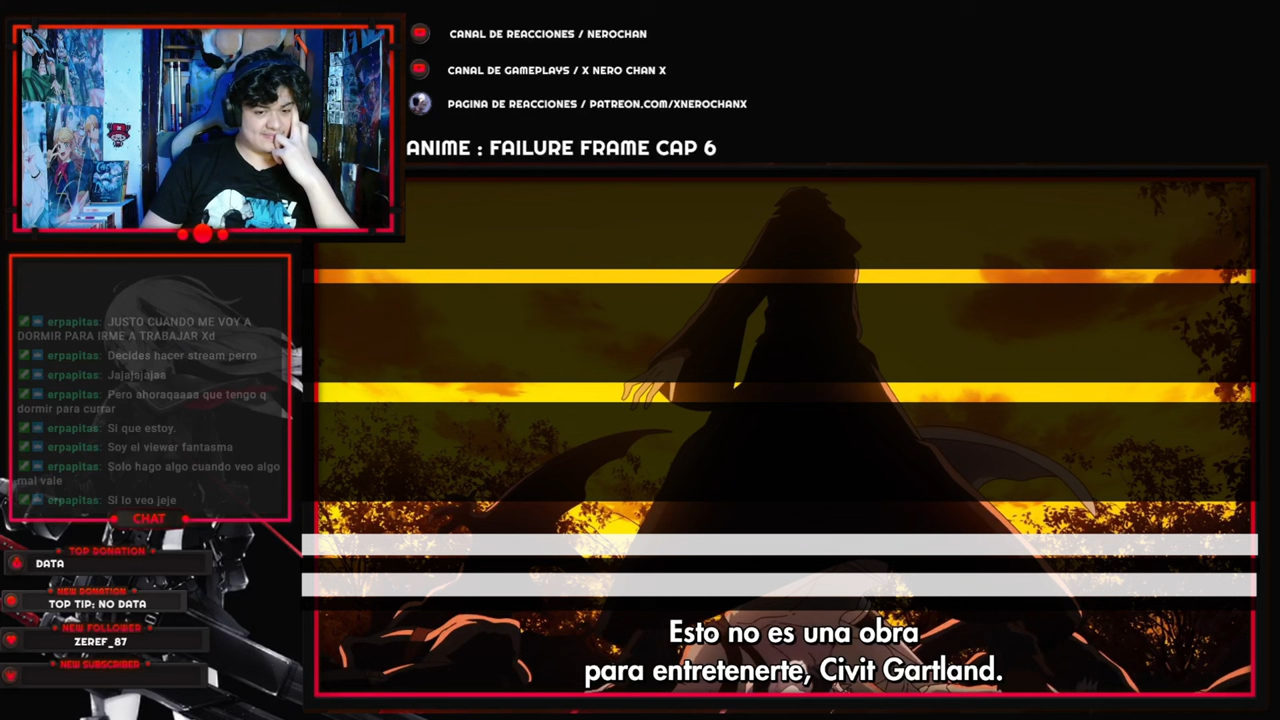 CANAL DE REACCIONES / NEROCHAN
CANAL DE GAMEPLAYS / X NERO CHAN X
PAGINA DE REACCIONES / PATREON.COM/XNEROCHANX
ANIME : FAILURE FRAME CAP 6
erpapitas: JUSTO CUANDO ME VOY A
DORMIR PARA IRME A TRABAJAR Xd
erpapitas: Decides hacer stream perro
erpapitas: Jajajajajaa
erpapitas: Pero ahoraqaaaa que tengo q
dormir para currar
erpapitas: Si que estoy.
erpapitas: Soy el viewer fantasma
erpapitas: Solo hago algo cuando veo algo
mal vale
erpapitas: Si lo veo jeje
CHAT
TOP DONATION
DATA
NEW DONATION
TOP TIP: NO DATA
NEW FOLLOWER
ZEREF_87
NEW SUBSCRIBER
Esto no es una obra
para entretenerte, Civit Gartland.